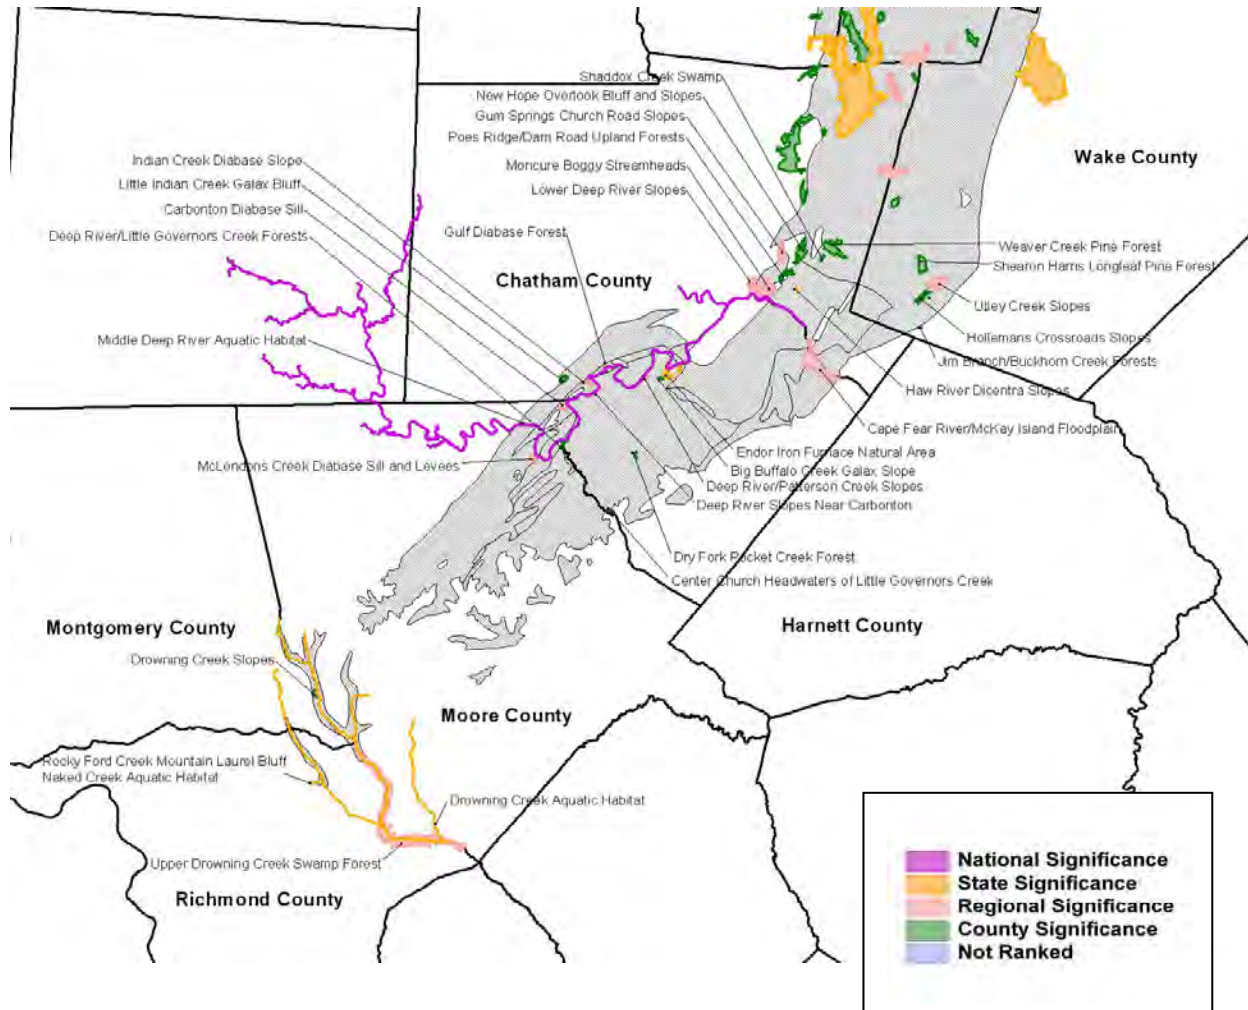 Shaddox Creek Swamp
New Hope Overlook Bluff and Slopes
Gum Springs Church Road Slopes
Poes Ridge/Dam Road Upland Forests
Moncure Boggy Streamheads
Lower Deep River Slopes
Wake County
Indian Creek Diabase Slope
Little Indian Creek Galax Bluff
Carbonton Diabase Sill
Deep River/Little Governors Creek Forests
Gulf Diabase Forest
Chatham County
Weaver Creek Pine Forest
Shearon Harris Longleaf Pine Forest
Utley Creek Slopes
Hollemans Crossroads Slopes
Jim Branch/Buckhorn Creek Forests
Middle Deep River Aquatic Habitat
Haw River Dicentra Slopes
Cape Fear River/McKay Island Floodplain
Endor Iron Furnace Natural Area
Big Buffalo Creek Galax Slope
Deep River/Patterson Creek Slopes
Deep River Slopes Near Carbonton
McLendons Creek Diabase Sill and Levees
Dry Fork Pocket Creek Forest
Center Church Headwaters of Little Governors Creek
Montgomery County
Harnett County
Drowning Creek Slopes
Moore County
Rocky Ford Creek Mountain Laurel Bluff
Naked Creek Aquatic Habitat
Drowning Creek Aquatic Habitat
Upper Drowning Creek Swamp Forest
Richmond County
National Significance
State Significance
Regional Significance
County Significance
Not Ranked